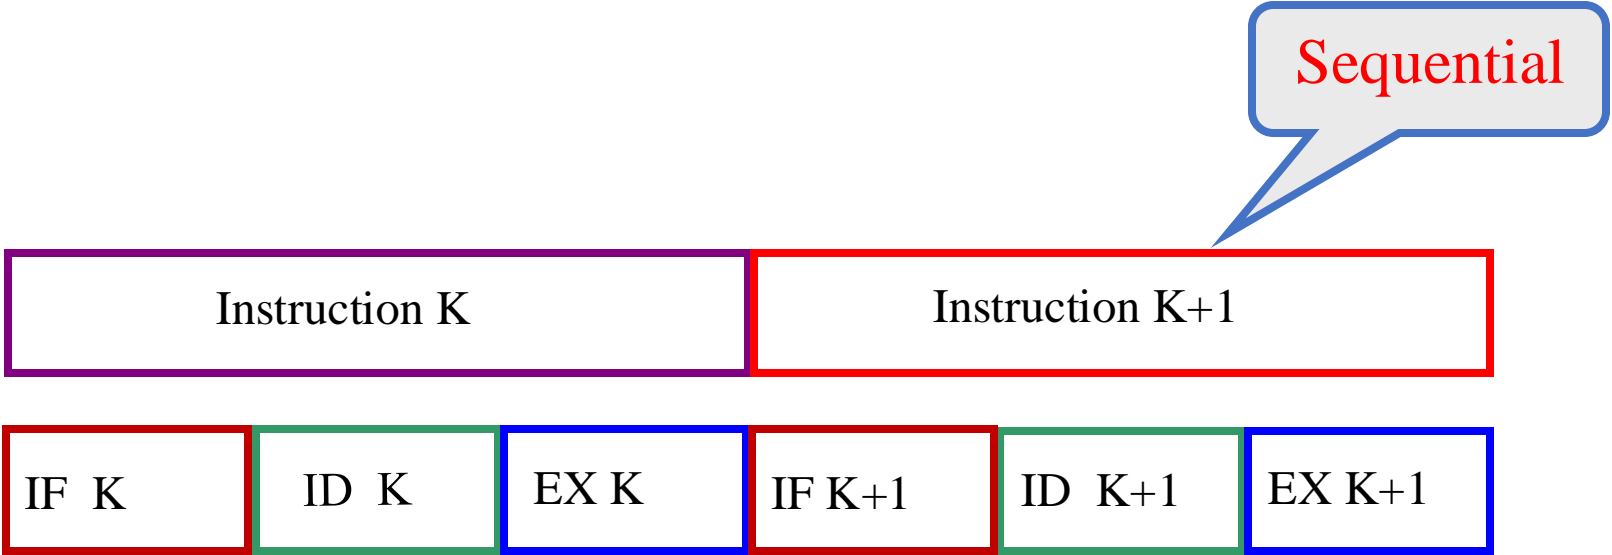 Sequential
Instruction K
Instruction K+1
IF K
ID K
EX K
IF K+1
ID K+1
EX K+1